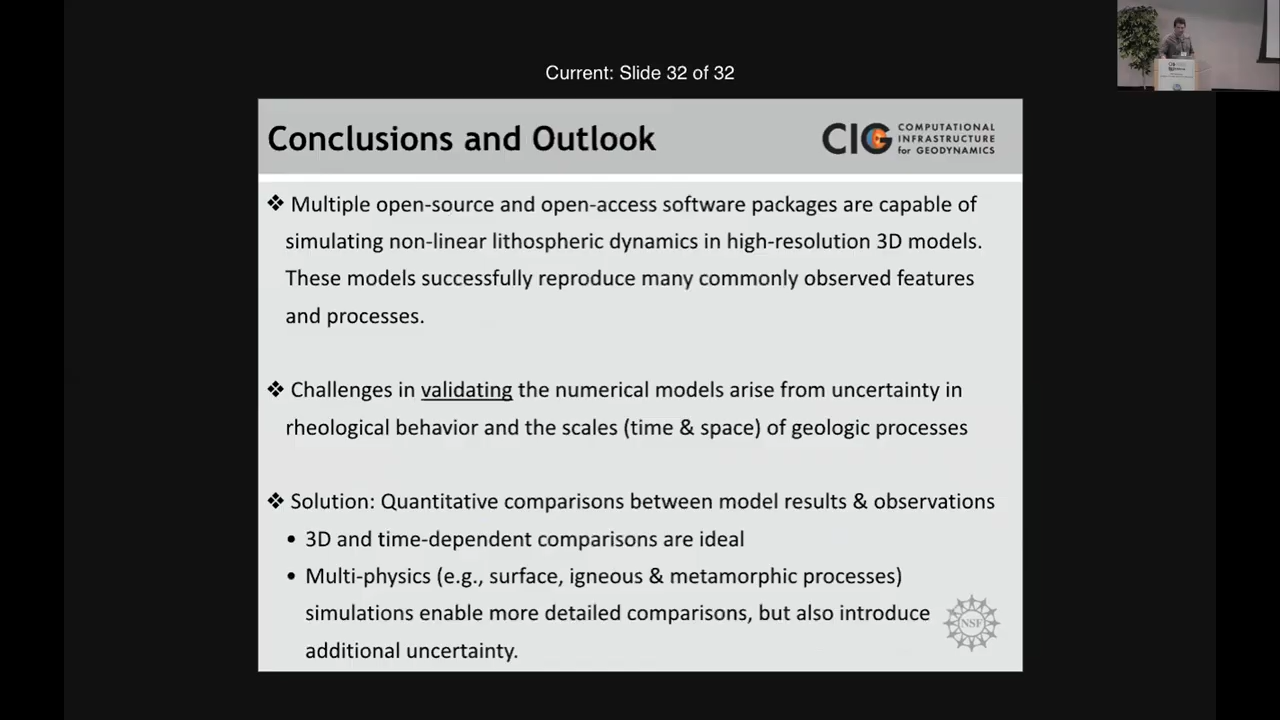 Current: Slide 32 of 32
Conclusions and Outlook
CIG COMPUTATIONAL
INFRASTRUCTURE
for GEODYNAMICS
❖ Multiple open-source and open-access software packages are capable of
simulating non-linear lithospheric dynamics in high-resolution 3D models.
These models successfully reproduce many commonly observed features
and processes.
❖ Challenges in validating the numerical models arise from uncertainty in
rheological behavior and the scales (time & space) of geologic processes
❖ Solution: Quantitative comparisons between model results & observations
• 3D and time-dependent comparisons are ideal
• Multi-physics (e.g., surface, igneous & metamorphic processes)
simulations enable more detailed comparisons, but also introduce
additional uncertainty.
NSF